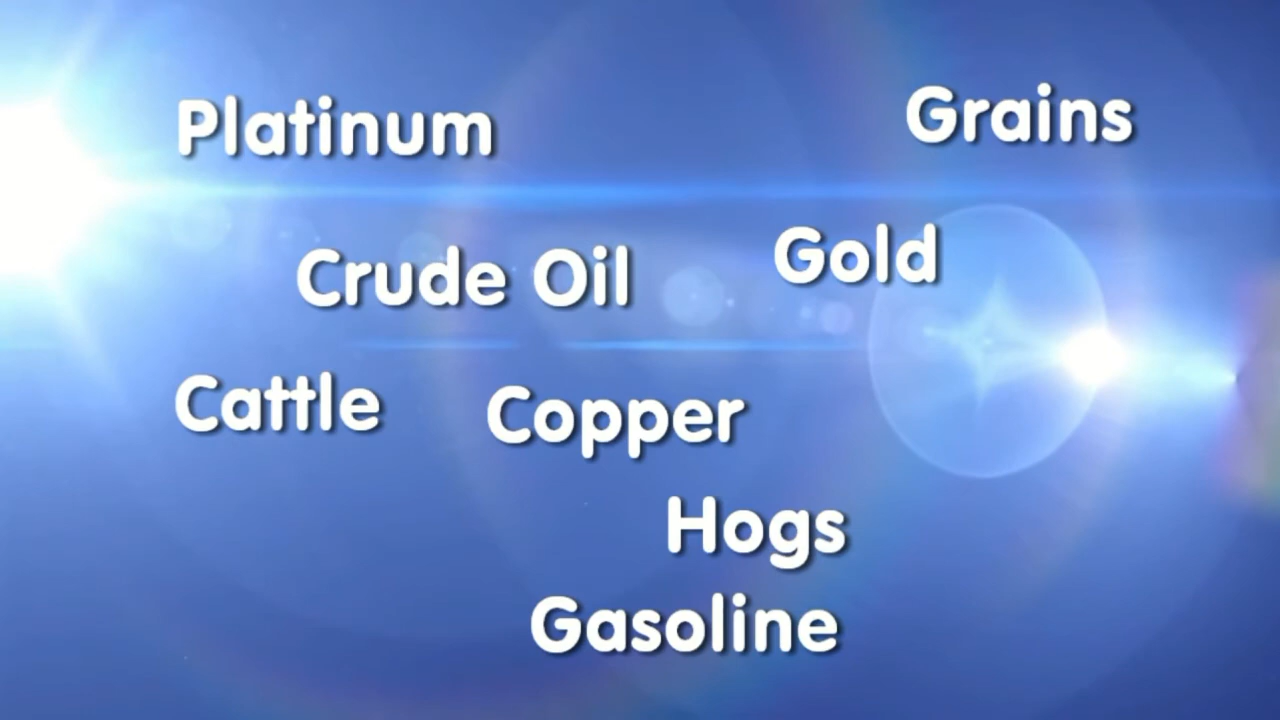 Platinum
Grains
Crude Oil
Gold
Cattle
Copper
Hogs
Gasoline